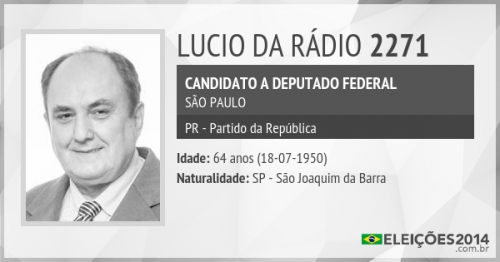 LUCIO DA RÁDIO 2271
CANDIDATO A DEPUTADO FEDERAL
SÃO PAULO
PR - Partido da República
Idade: 64 anos (18-07-1950)
Naturalidade: SP - São Joaquim da Barra
ELEIÇÕES2014
.com.br